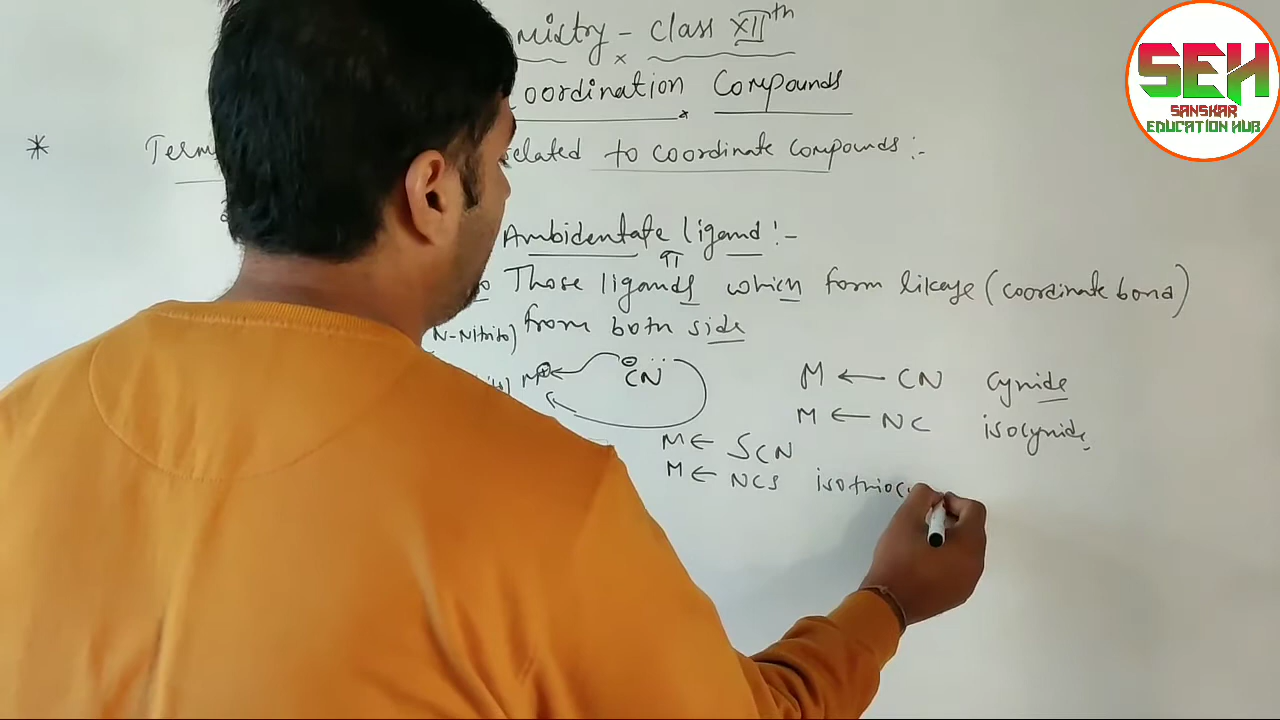 mistry - Class XIIth
oordination Compounds
* Term elated to coordinate compounds :-
Ambidentate ligand :-
Those ligands which form likage (coordinate bond)
N-Nitrito) from both side
M CN M ← CN cynide
M ← NC isocynide
M ← SCN
M ← NCS isothioc
SEH
SANSKAR
EDUCATION HUB